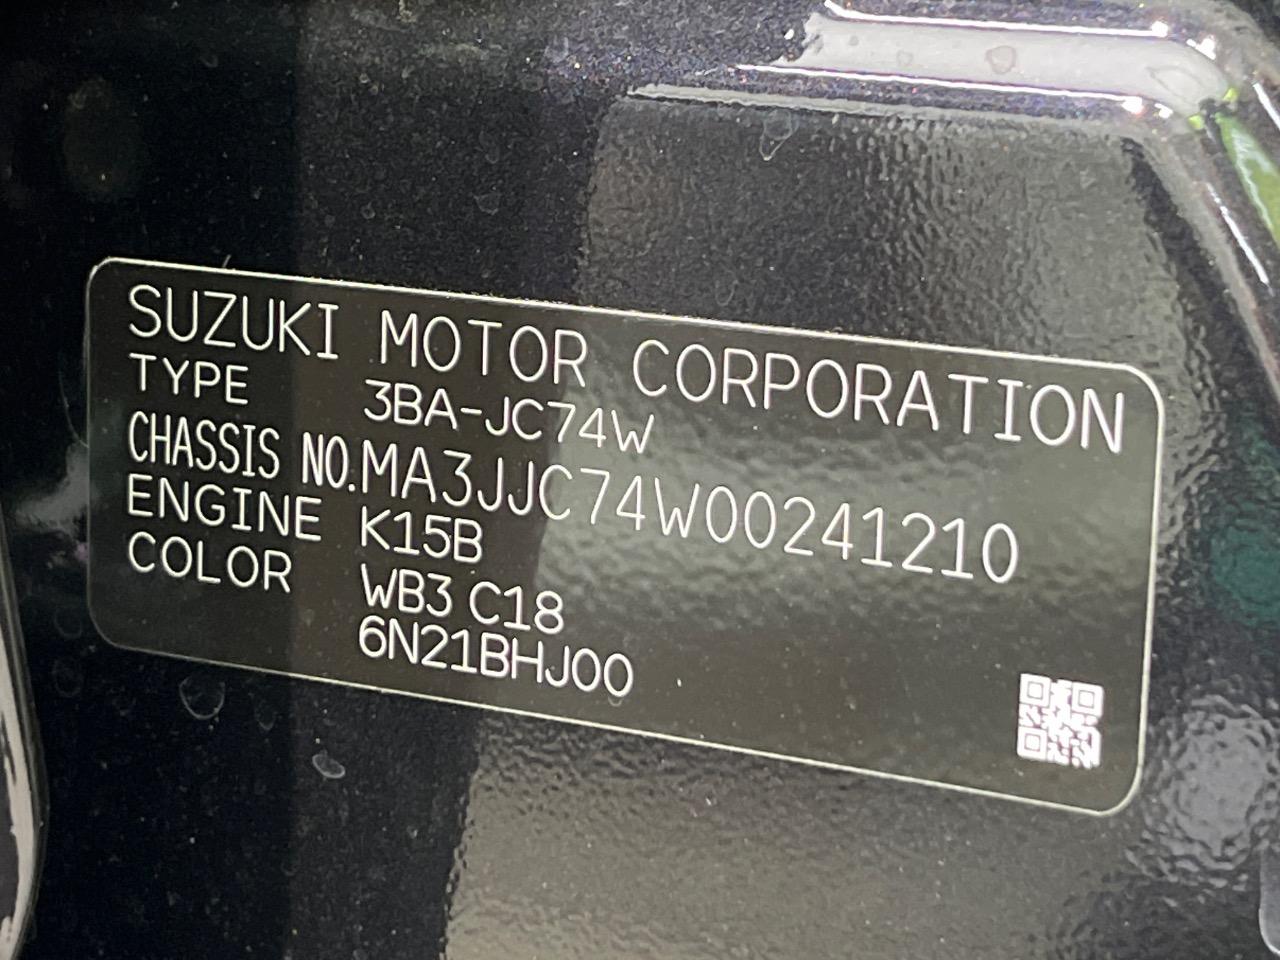 SUZUKI MOTOR CORPORATION
TYPE 3BA-JC74W
CHASSIS NO.MA3JJC74W00241210
ENGINE K15B
COLOR WB3 C18
6N21BHJ00